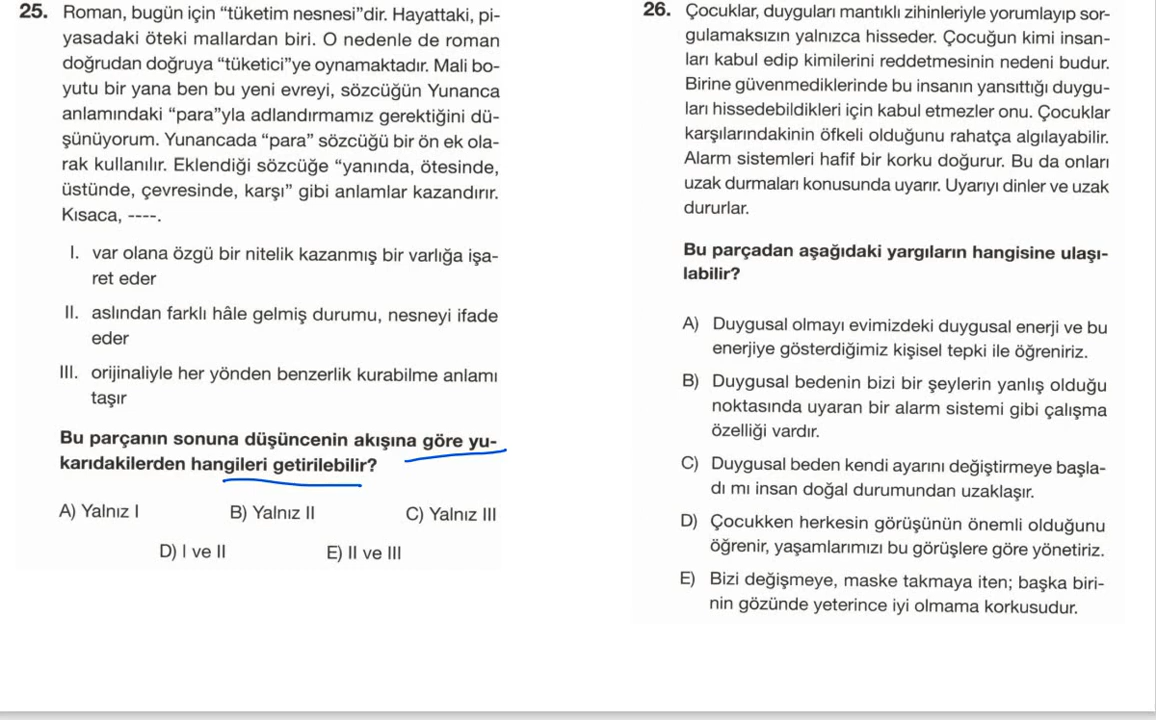 25. Roman, bugün için “tüketim nesnesi”dir. Hayattaki, pi-
yasadaki öteki mallardan biri. O nedenle de roman
doğrudan doğruya “tüketici”ye oynamaktadır. Mali bo-
yutu bir yana ben bu yeni evreyi, sözcüğün Yunanca
anlamındaki “para”yla adlandırmamız gerektiğini dü-
şünüyorum. Yunancada “para” sözcüğü bir ön ek ola-
rak kullanılır. Eklendiği sözcüğe “yanında, ötesinde,
üstünde, çevresinde, karşı” gibi anlamlar kazandırır.
Kısaca, ----.
I. var olana özgü bir nitelik kazanmış bir varlığa işa-
ret eder
II. aslından farklı hâle gelmiş durumu, nesneyi ifade
eder
III. orijinaliyle her yönden benzerlik kurabilme anlamı
taşır
Bu parçanın sonuna düşüncenin akışına göre yu-
karıdakilerden hangileri getirilebilir?
A) Yalnız I B) Yalnız II C) Yalnız III
D) I ve II E) II ve III
26. Çocuklar, duyguları mantıklı zihinleriyle yorumlayıp sor-
gulamaksızın yalnızca hisseder. Çocuğun kimi insan-
ları kabul edip kimilerini reddetmesinin nedeni budur.
Birine güvenmediklerinde bu insanın yansıttığı duygu-
ları hissedebildikleri için kabul etmezler onu. Çocuklar
karşılarındakinin öfkeli olduğunu rahatça algılayabilir.
Alarm sistemleri hafif bir korku doğurur. Bu da onları
uzak durmaları konusunda uyarır. Uyarıyı dinler ve uzak
dururlar.
Bu parçadan aşağıdaki yargıların hangisine ulaşı-
labilir?
A) Duygusal olmayı evimizdeki duygusal enerji ve bu
enerjiye gösterdiğimiz kişisel tepki ile öğreniriz.
B) Duygusal bedenin bizi bir şeylerin yanlış olduğu
noktasında uyaran bir alarm sistemi gibi çalışma
özelliği vardır.
C) Duygusal beden kendi ayarını değiştirmeye başla-
dı mı insan doğal durumundan uzaklaşır.
D) Çocukken herkesin görüşünün önemli olduğunu
öğrenir, yaşamlarımızı bu görüşlere göre yönetiriz.
E) Bizi değişmeye, maske takmaya iten; başka biri-
nin gözünde yeterince iyi olmama korkusudur.